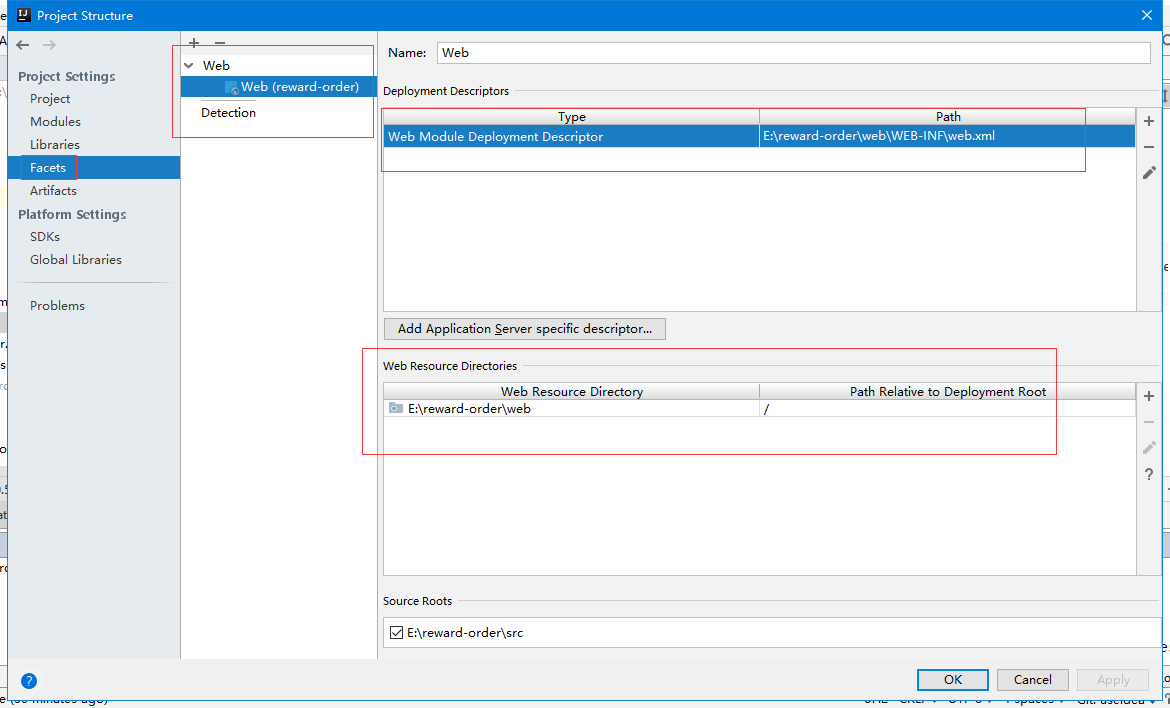 Project Structure
Project Settings
Project
Modules
Libraries
Facets
Artifacts
Platform Settings
SDKs
Global Libraries
Problems
Web
Web (reward-order)
Detection
Name: Web
Deployment Descriptors
Type Path
Web Module Deployment Descriptor E:\reward-order\web\WEB-INF\web.xml
Add Application Server specific descriptor...
Web Resource Directories
Web Resource Directory Path Relative to Deployment Root
E:\reward-order\web /
?
Source Roots
E:\reward-order\src
?
OK Cancel Apply